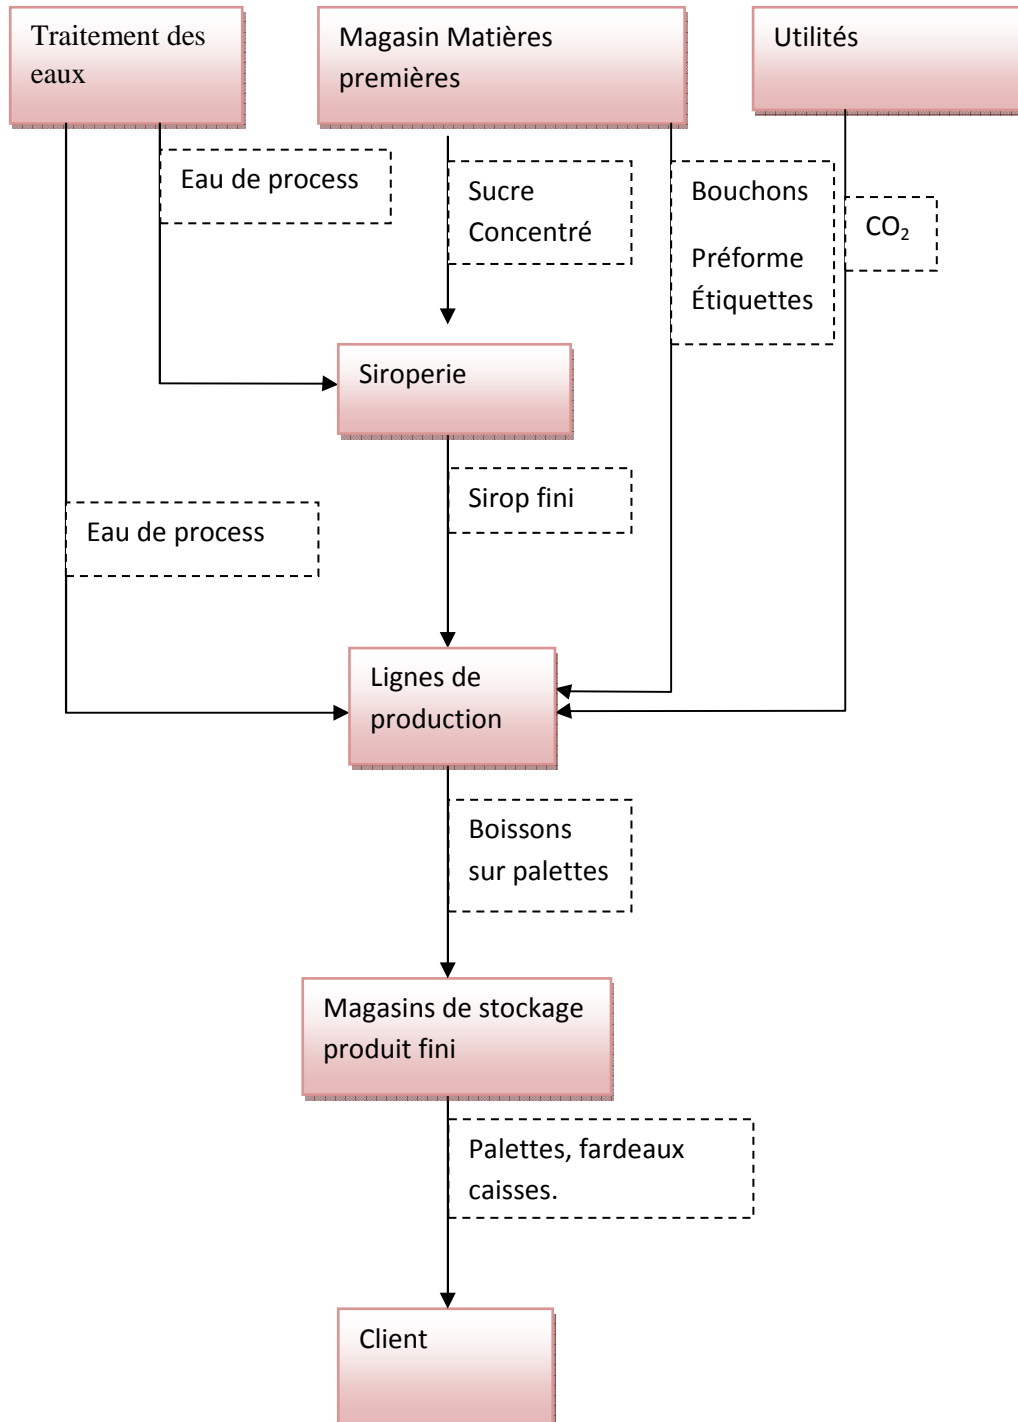 Traitement des
eaux
Magasin Matières
premières
Utilités
Eau de process
Sucre
Concentré
Bouchons
Préforme
Étiquettes
CO₂
Siroperie
Sirop fini
Eau de process
Lignes de
production
Boissons
sur palettes
Magasins de stockage
produit fini
Palettes, fardeaux
caisses.
Client